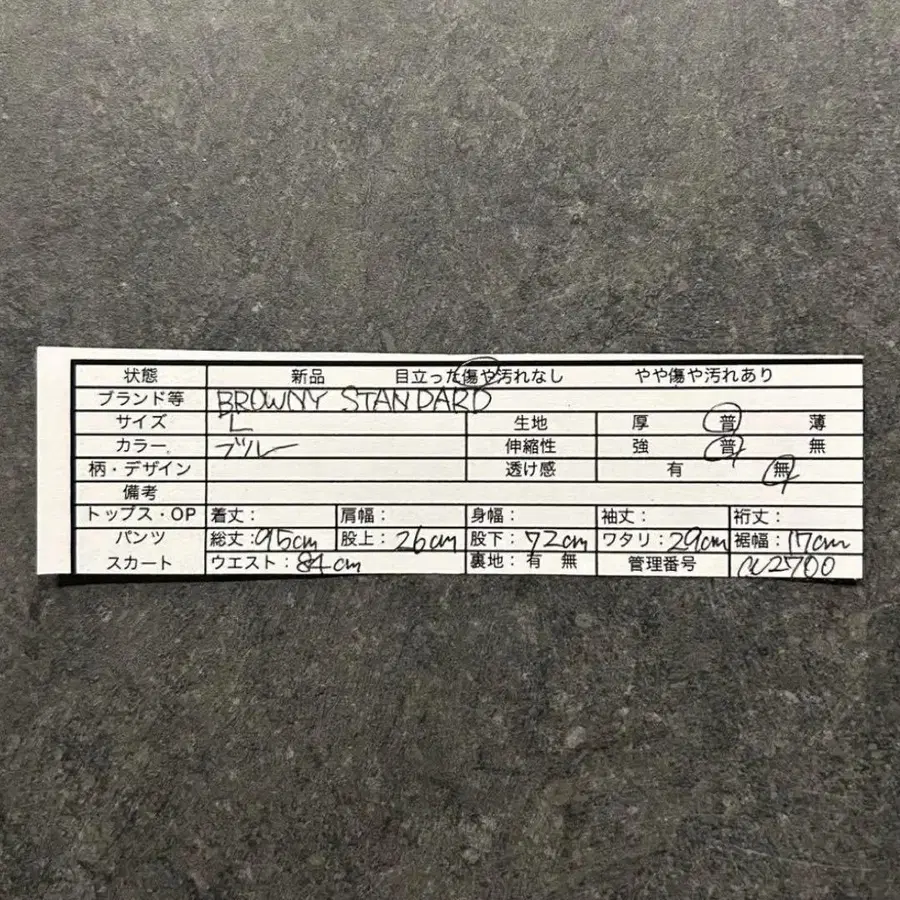 状態 新品 目立った傷や汚れなし やや傷や汚れあり
ブランド等 BROWNY STANDARD
サイズ L 生地 厚 普 薄
カラー ブルー 伸縮性 強 普 無
柄・デザイン 透け感 有 無
備考
トップス・OP 着丈: 肩幅: 身幅: 袖丈: 裄丈:
パンツ 総丈:95cm 股上:26cm 股下:72cm ワタリ:29cm 裾幅:17cm
スカート ウエスト:84cm 裏地:有 無 管理番号 a2700